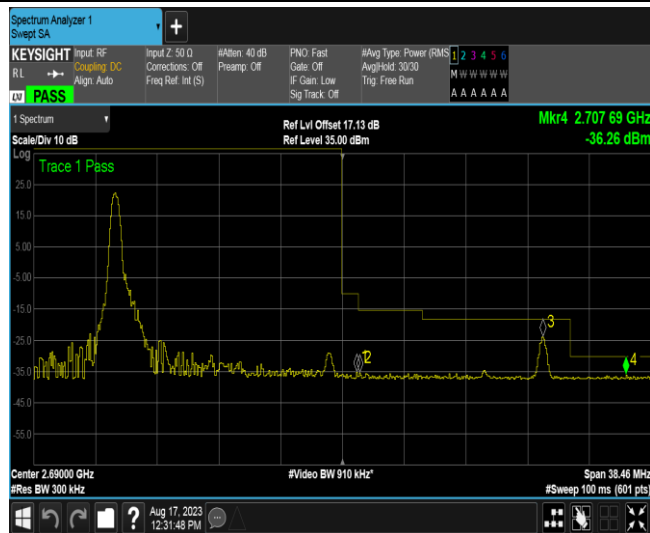 Spectrum Analyzer 1
Swept SA
+
KEYSIGHT
RL
LXI PASS
Input: RF
Coupling: DC
Align: Auto
Input Z: 50 Ω
Corrections: Off
Freq Ref: Int (S)
#Atten: 40 dB
Preamp: Off
PNO: Fast
Gate: Off
IF Gain: Low
Sig Track: Off
#Avg Type: Power (RMS
Avg|Hold: 30/30
Trig: Free Run
1 2 3 4 5 6
M W W W W W
A A A A A A
1 Spectrum
Scale/Div 10 dB
Log
Ref Lvl Offset 17.13 dB
Ref Level 35.00 dBm
Mkr4 2.707 69 GHz
-36.26 dBm
Trace 1 Pass
25.0
15.0
5.00
-5.00
-15.0
3
-25.0
2
4
-35.0
-45.0
-55.0
Center 2.69000 GHz
#Res BW 300 kHz
#Video BW 910 kHz*
Span 38.46 MHz
#Sweep 100 ms (601 pts)
?
Aug 17, 2023
12:31:48 PM